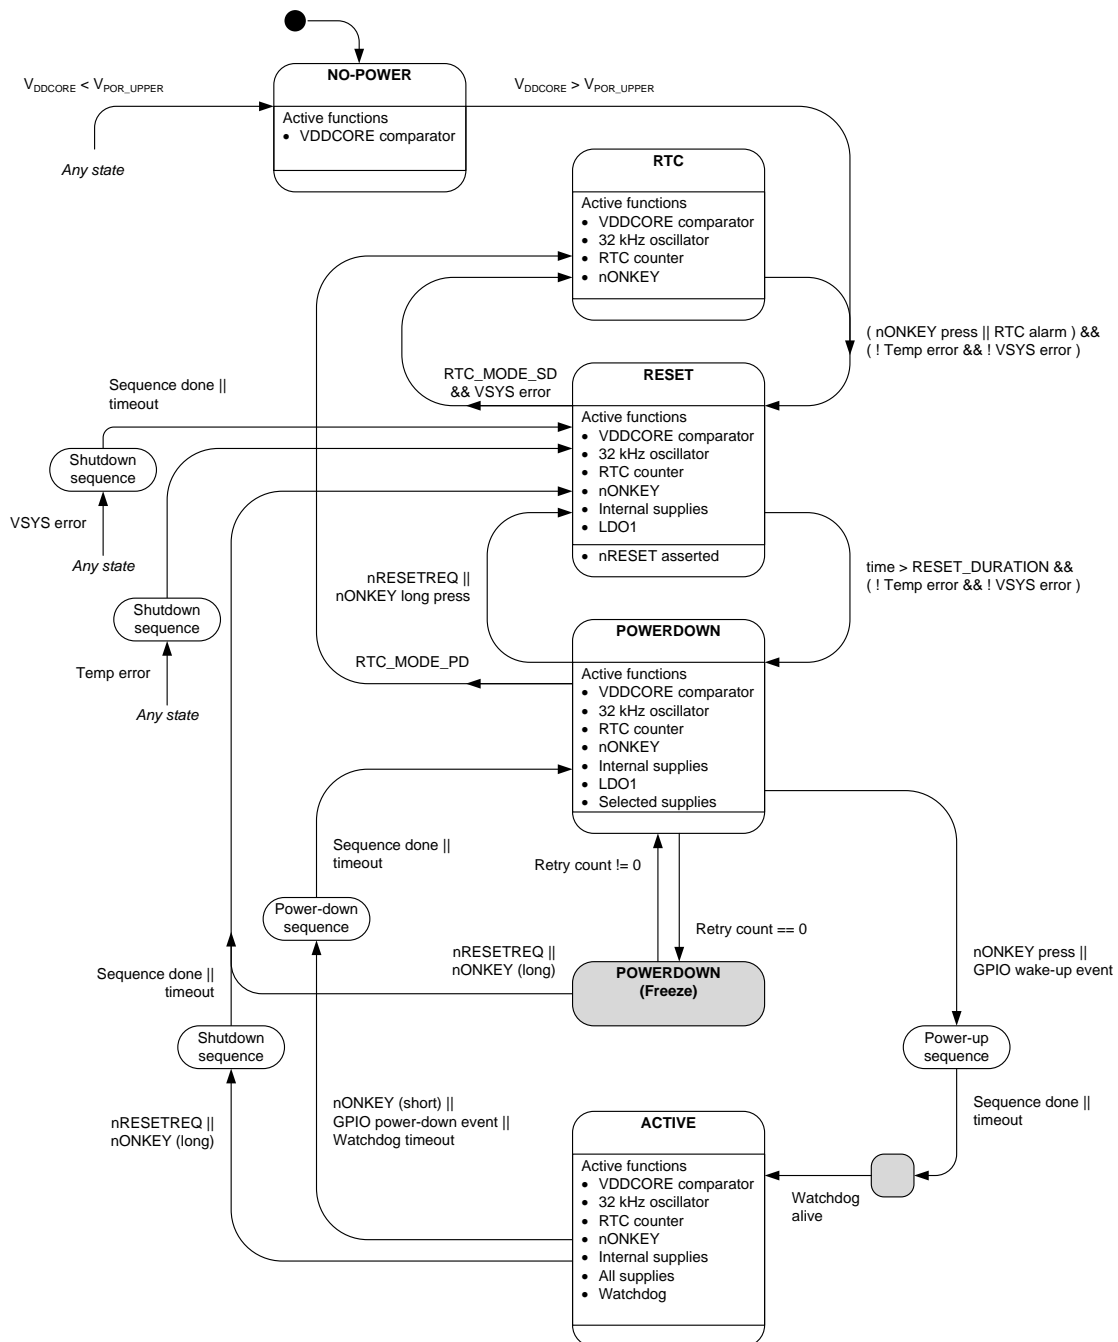 NO-POWER
VDDCORE < VPOR_UPPER
VDDCORE > VPOR_UPPER
Active functions
• VDDCORE comparator
Any state
RTC
Active functions
• VDDCORE comparator
• 32 kHz oscillator
• RTC counter
• nONKEY
( nONKEY press || RTC alarm ) &&
( ! Temp error && ! VSYS error )
RTC_MODE_SD
&& VSYS error
RESET
Active functions
• VDDCORE comparator
• 32 kHz oscillator
• RTC counter
• nONKEY
• Internal supplies
• LDO1
• nRESET asserted
Sequence done ||
timeout
Shutdown
sequence
VSYS error
Any state
nRESETREQ ||
nONKEY long press
time > RESET_DURATION &&
( ! Temp error && ! VSYS error )
Shutdown
sequence
Temp error
Any state
RTC_MODE_PD
POWERDOWN
Active functions
• VDDCORE comparator
• 32 kHz oscillator
• RTC counter
• nONKEY
• Internal supplies
• LDO1
• Selected supplies
Sequence done ||
timeout
Retry count != 0
Retry count == 0
Power-down
sequence
nRESETREQ ||
nONKEY (long)
POWERDOWN
(Freeze)
nONKEY press ||
GPIO wake-up event
Sequence done ||
timeout
Shutdown
sequence
Power-up
sequence
nRESETREQ ||
nONKEY (long)
nONKEY (short) ||
GPIO power-down event ||
Watchdog timeout
Sequence done ||
timeout
ACTIVE
Active functions
• VDDCORE comparator
• 32 kHz oscillator
• RTC counter
• nONKEY
• Internal supplies
• All supplies
• Watchdog
Watchdog
alive